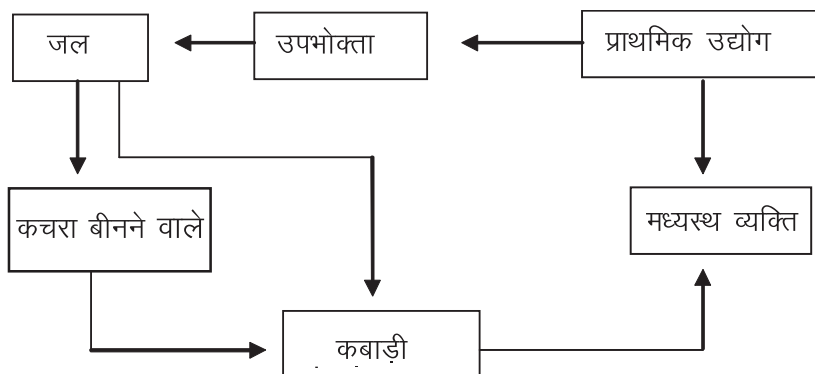 जल
उपभोक्ता
प्राथमिक उद्योग
कचरा बीनने वाले
मध्यस्थ व्यक्ति
कबाड़ी